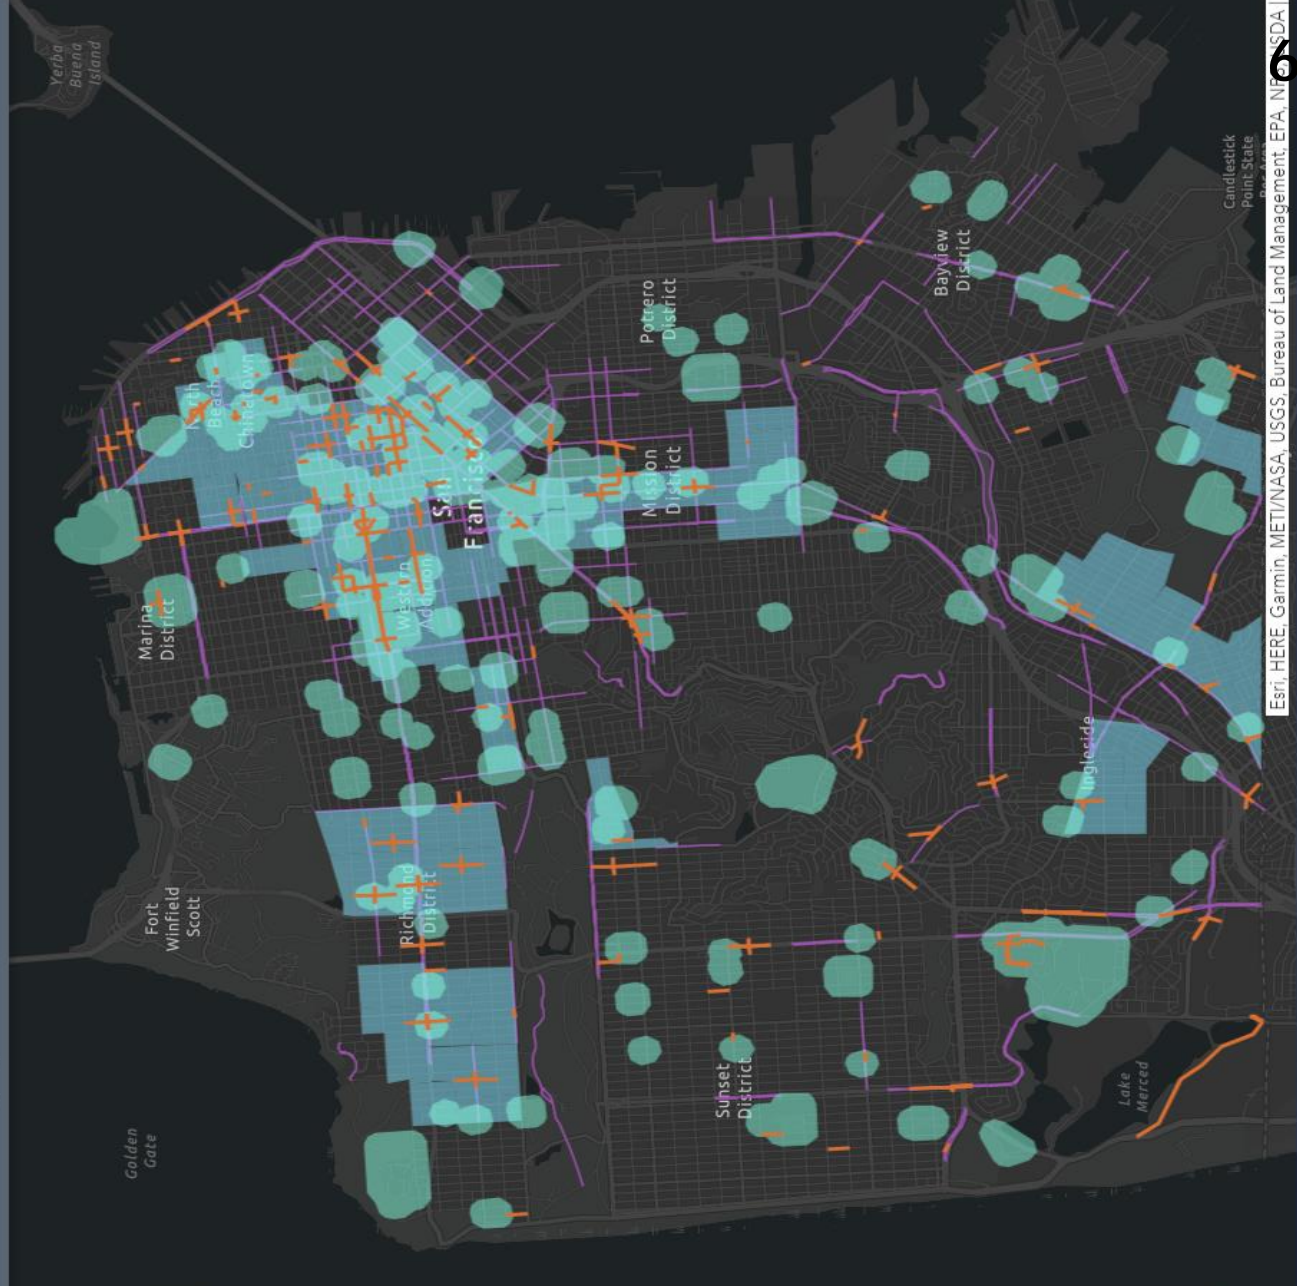 Yerba
Buena
Island
Golden
Gate
Fort
Winfield
Scott
Marina
District
North
Beach
Chinatown
San
Francisco
Western
Addition
Richmond
District
Mission
District
Potrero
District
Sunset
District
Bayview
District
Ingleside
Lake
Merced
Candlestick
Point State
Rec Area
6
Esri, HERE, Garmin, METI/NASA, USGS, Bureau of Land Management, EPA, NPS, USDA |